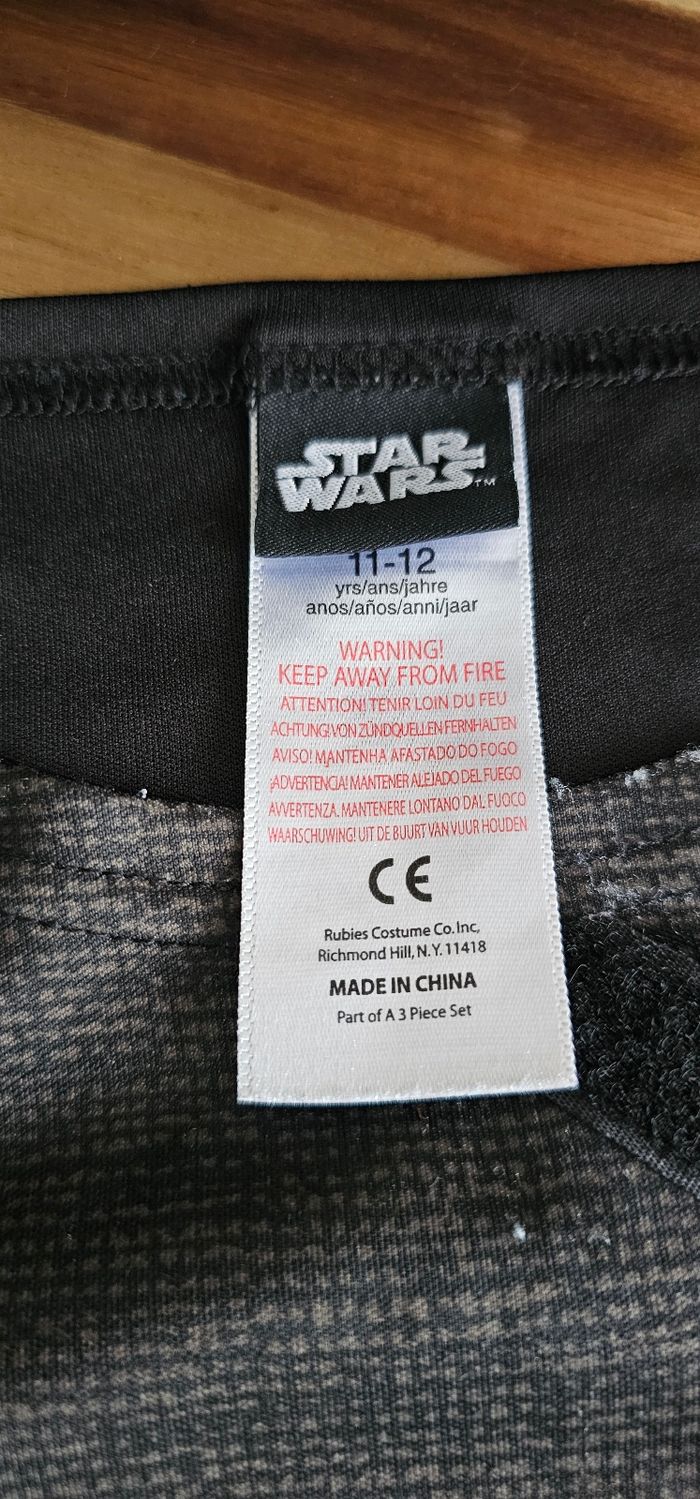 STAR
WARS™
11-12
yrs/ans/jahre
anos/años/anni/jaar
WARNING!
KEEP AWAY FROM FIRE
ATTENTION! TENIR LOIN DU FEU
ACHTUNG! VON ZÜNDQUELLEN FERNHALTEN
AVISO! MANTENHA AFASTADO DO FOGO
¡ADVERTENCIA! MANTENER ALEJADO DEL FUEGO
AVVERTENZA. MANTENERE LONTANO DAL FUOCO
WAARSCHUWING! UIT DE BUURT VAN VUUR HOUDEN
CE
Rubies Costume Co. Inc,
Richmond Hill, N.Y. 11418
MADE IN CHINA
Part of A 3 Piece Set